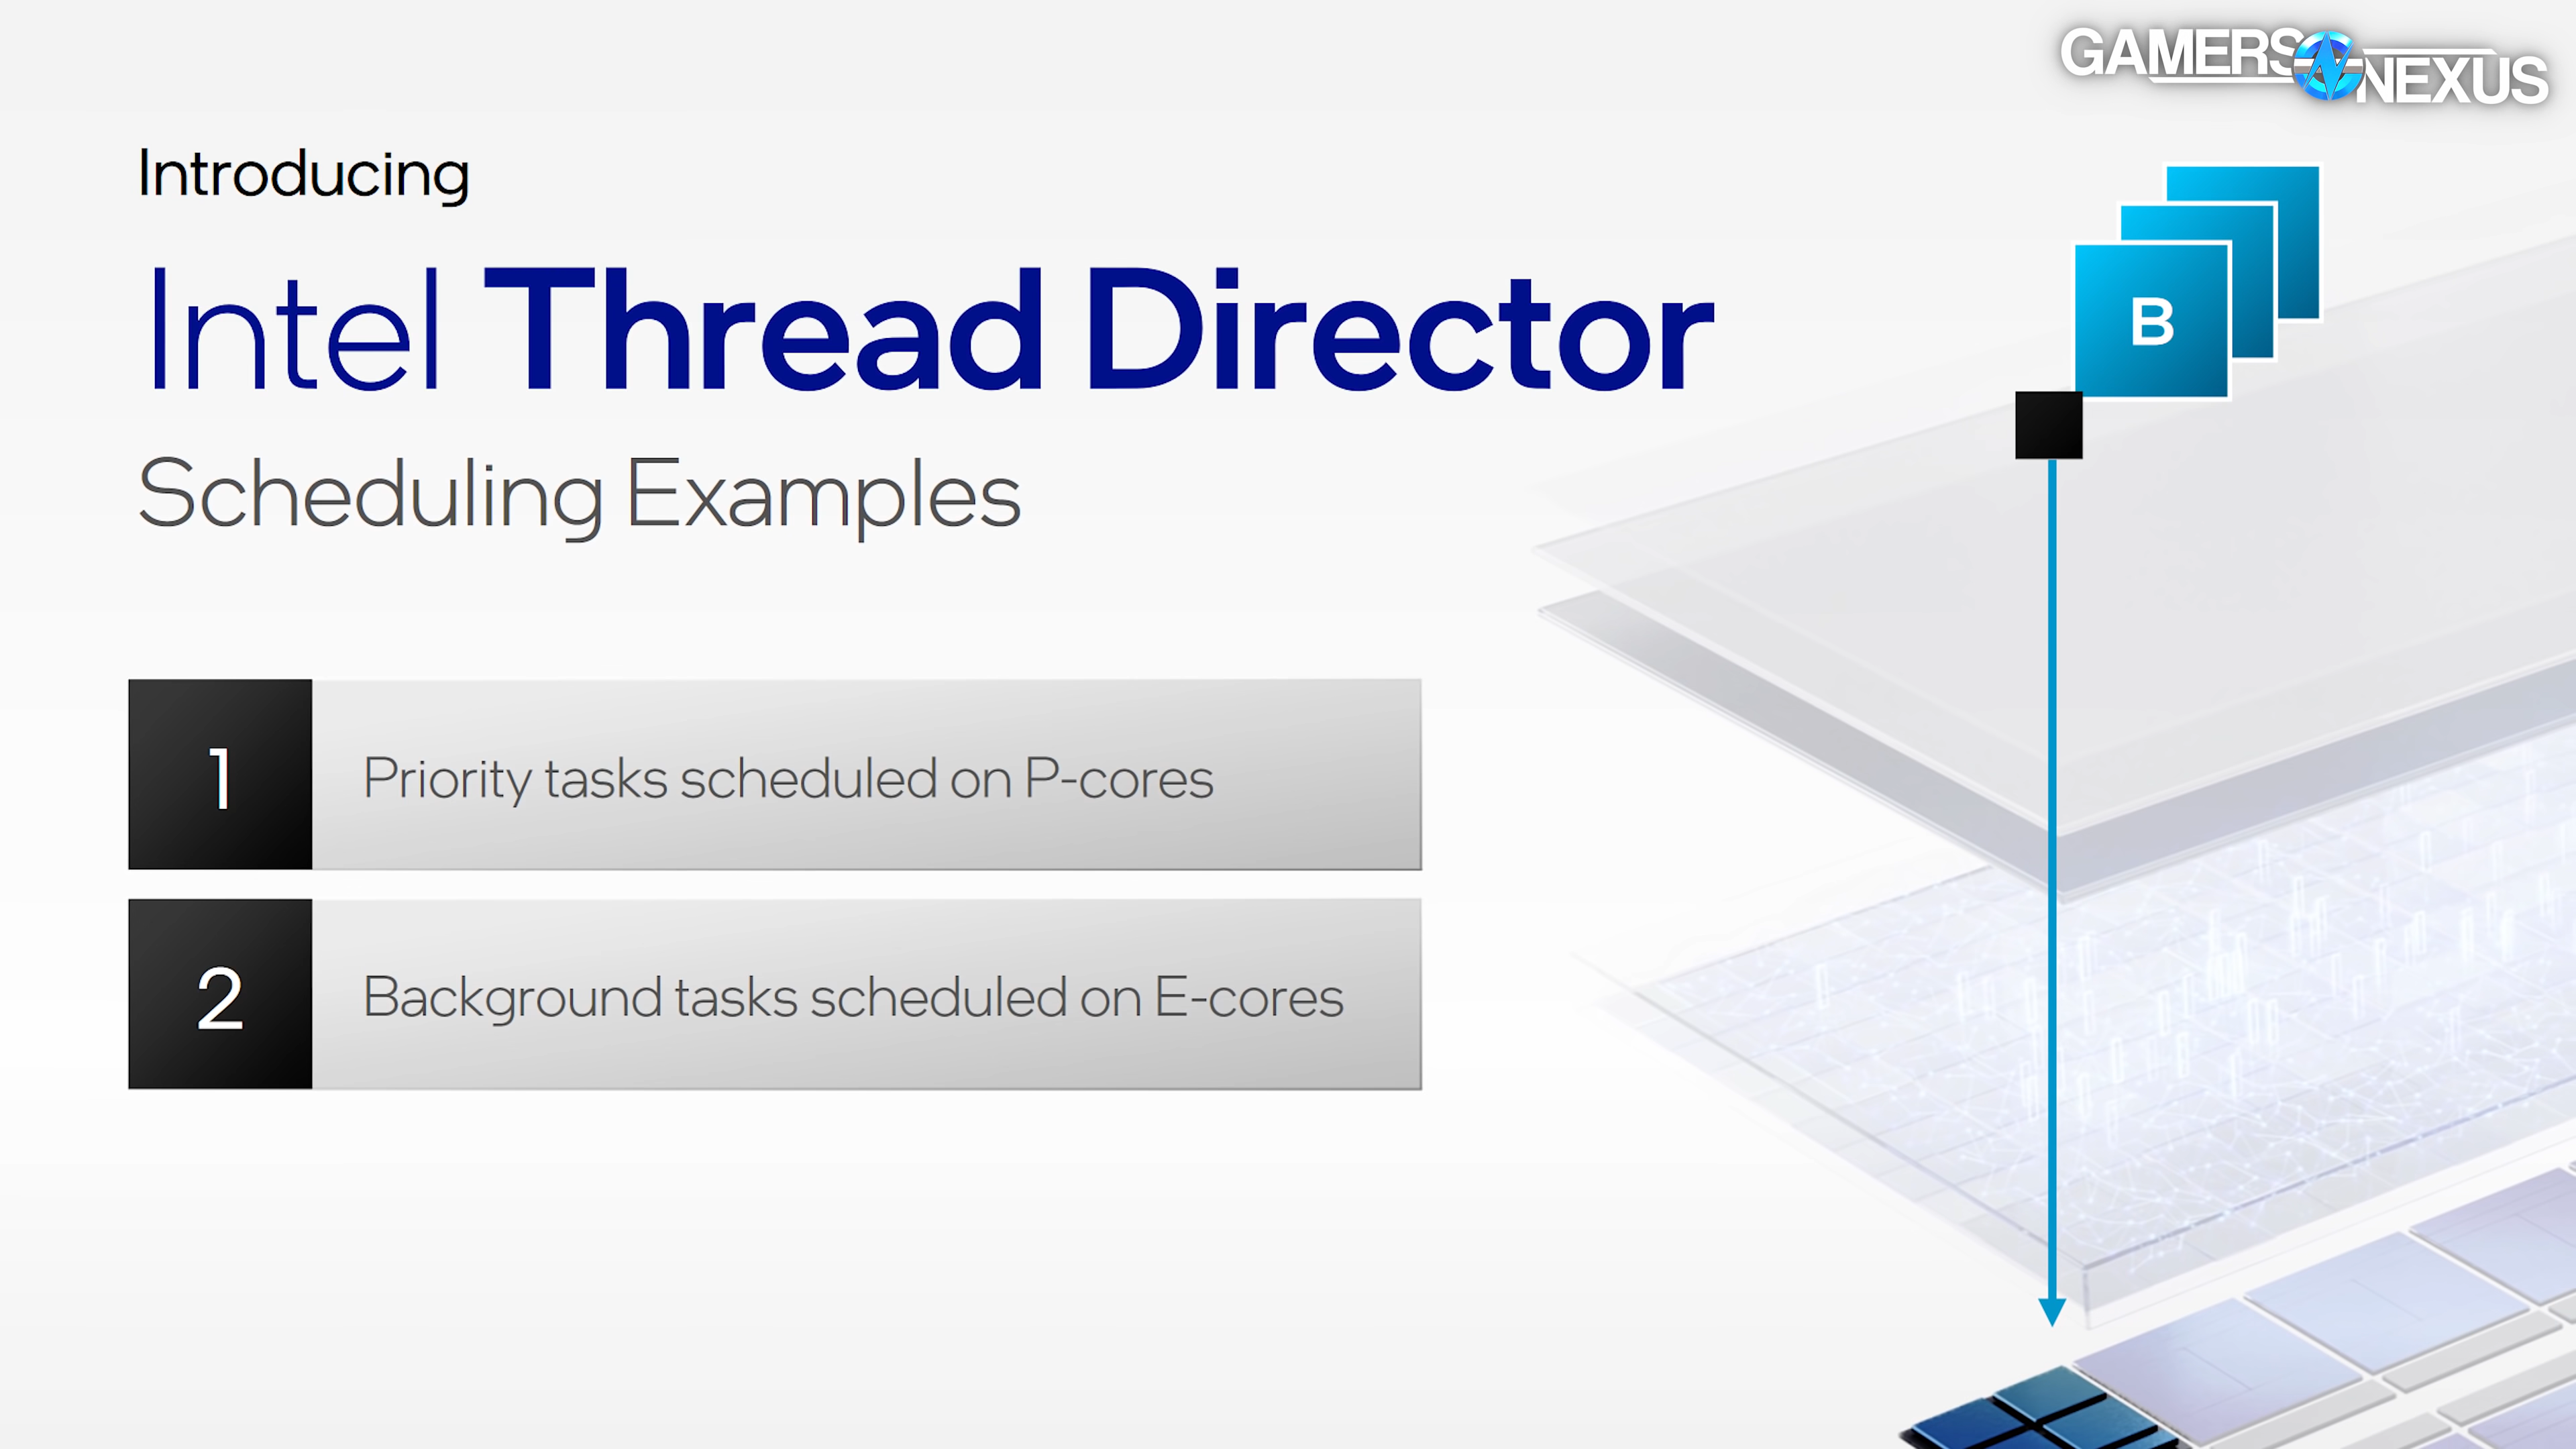 GAMERS NEXUS
Introducing
Intel Thread Director
Scheduling Examples
B
1 Priority tasks scheduled on P-cores
2 Background tasks scheduled on E-cores